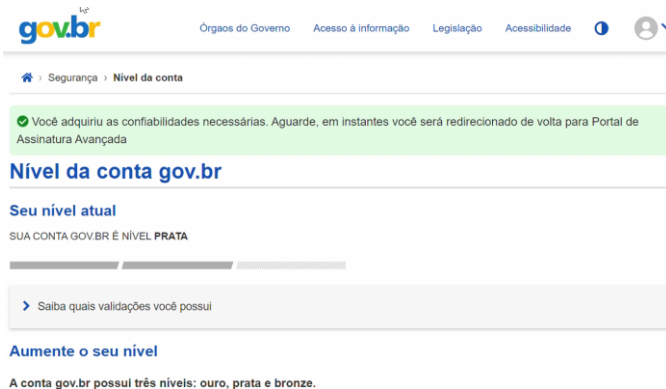 gov.br
Órgaos do Governo Acesso à informação Legislação Acessibilidade
Segurança › Nível da conta
Você adquiriu as confiabilidades necessárias. Aguarde, em instantes você será redirecionado de volta para Portal de
Assinatura Avançada
Nível da conta gov.br
Seu nível atual
SUA CONTA GOV.BR É NÍVEL PRATA
Saiba quais validações você possui
Aumente o seu nível
A conta gov.br possui três níveis: ouro, prata e bronze.